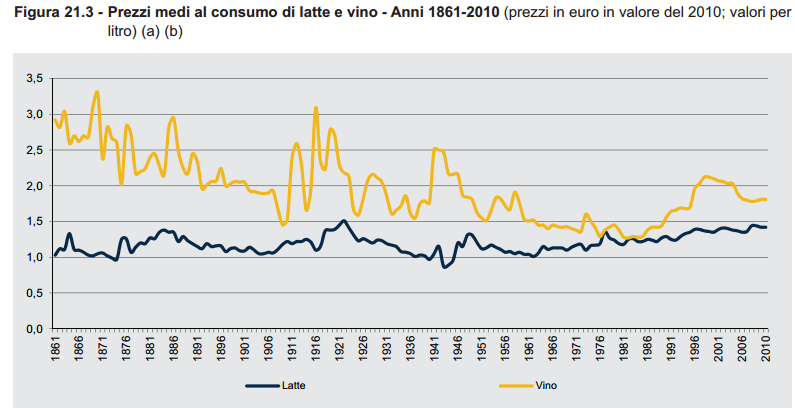 Figura 21.3 - Prezzi medi al consumo di latte e vino - Anni 1861-2010 (prezzi in euro in valore del 2010; valori per
litro) (a) (b)
3,5
3,0
2,5
2,0
1,5
1,0
0,5
0,0
1861 1866 1871 1876 1881 1886 1891 1896 1901 1906 1911 1916 1921 1926 1931 1936 1941 1946 1951 1956 1961 1966 1971 1976 1981 1986 1991 1996 2001 2006 2010
Latte Vino